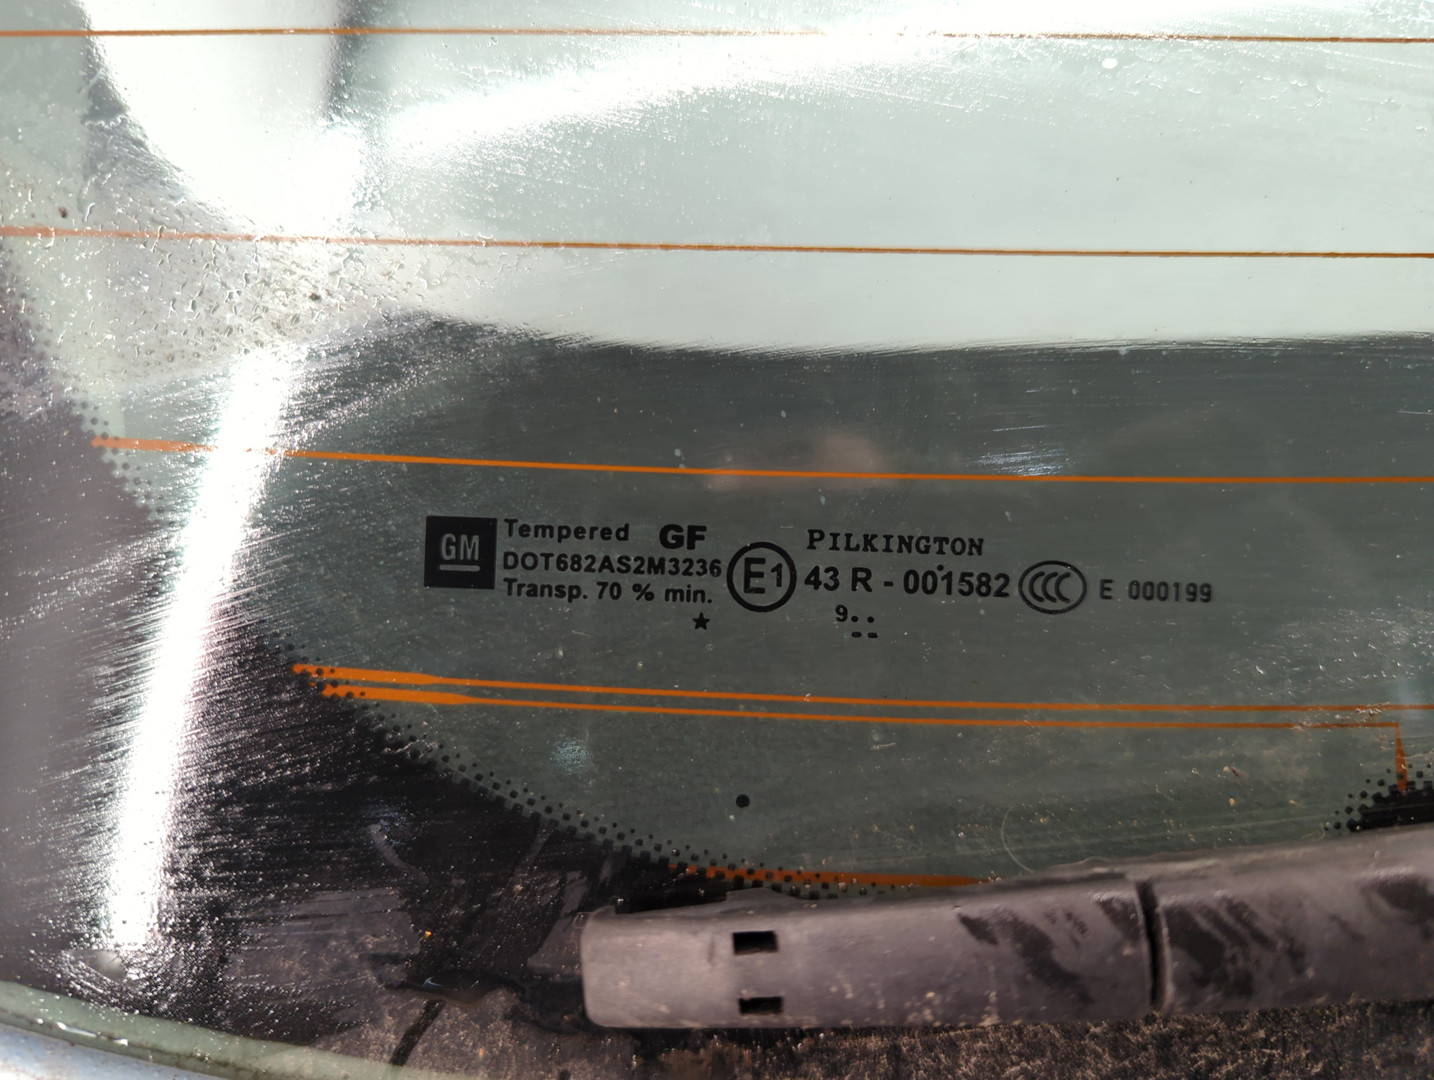 GM
Tempered GF
DOT682AS2M3236
Transp. 70 % min.
E1
PILKINGTON
43 R - 001582
CCC
E 000199
9..